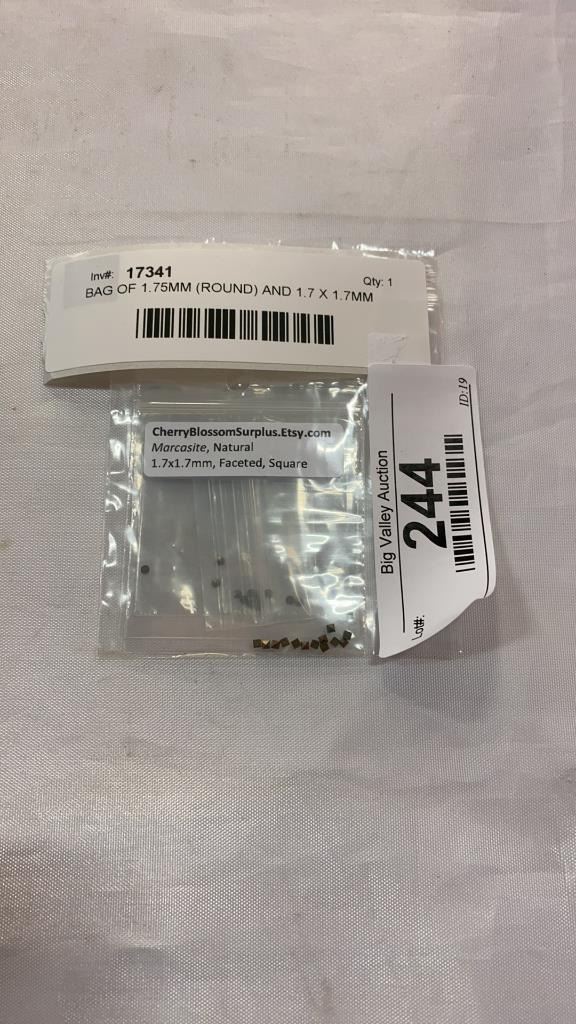 Inv#: 17341
Qty: 1
BAG OF 1.75MM (ROUND) AND 1.7 X 1.7MM
CherryBlossomSurplus.Etsy.com
Marcasite, Natural
1.7x1.7mm, Faceted, Square
Big Valley Auction
Lot#: 244
ID:19